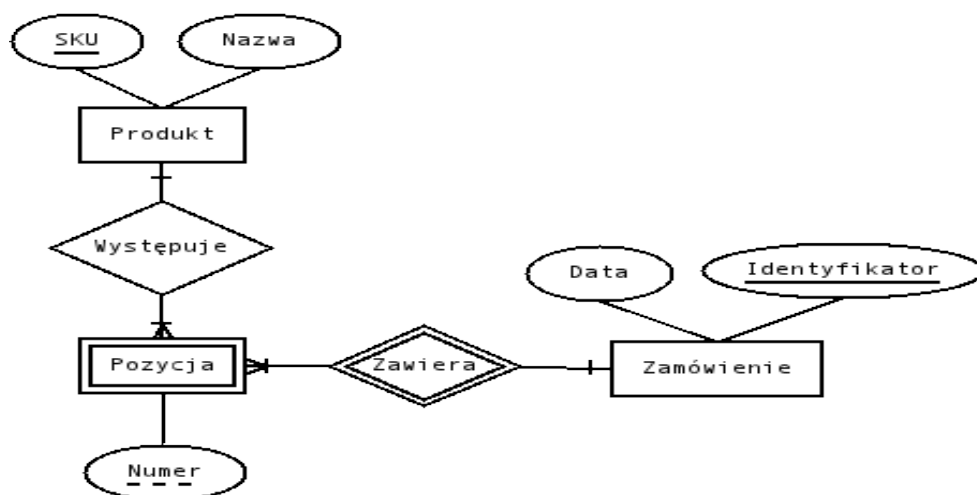 SKU
Nazwa
Produkt
Występuje
Data
Identyfikator
Pozycja
Zawiera
Zamówienie
Numer